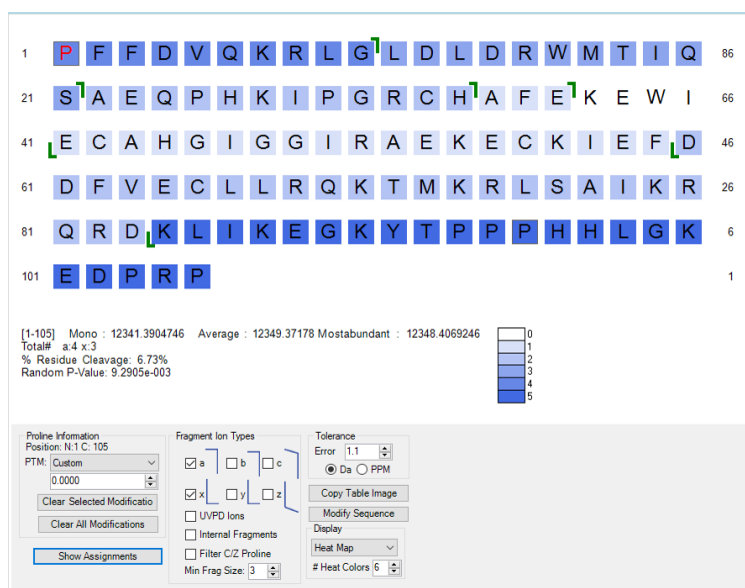 1 P F F D V Q K R L G L D L D R W M T I Q 86
21 S A E Q P H K I P G R C H A F E K E W I 66
41 E C A H G I G G I R A E K E C K I E F D 46
61 D F V E C L L R Q K T M K R L S A I K R 26
81 Q R D K L I K E G K Y T P P P H H L G K 6
101 E D P R P 1
[1-105] Mono : 12341.3904746 Average : 12349.37178 Mostabundant : 12348.4069246
Total# a:4 x:3
% Residue Cleavage: 6.73%
Random P-Value: 9.2905e-003
0
1
2
3
4
5
Proline Information
Position: N:1 C: 105
PTM: Custom
0.0000
Clear Selected Modificatio
Clear All Modifications
Show Assignments
Fragment Ion Types
a b c
x y z
UVPD Ions
Internal Fragments
Filter C/Z Proline
Min Frag Size: 3
Tolerance
Error 1.1
Da PPM
Copy Table Image
Modify Sequence
Display
Heat Map
# Heat Colors 6